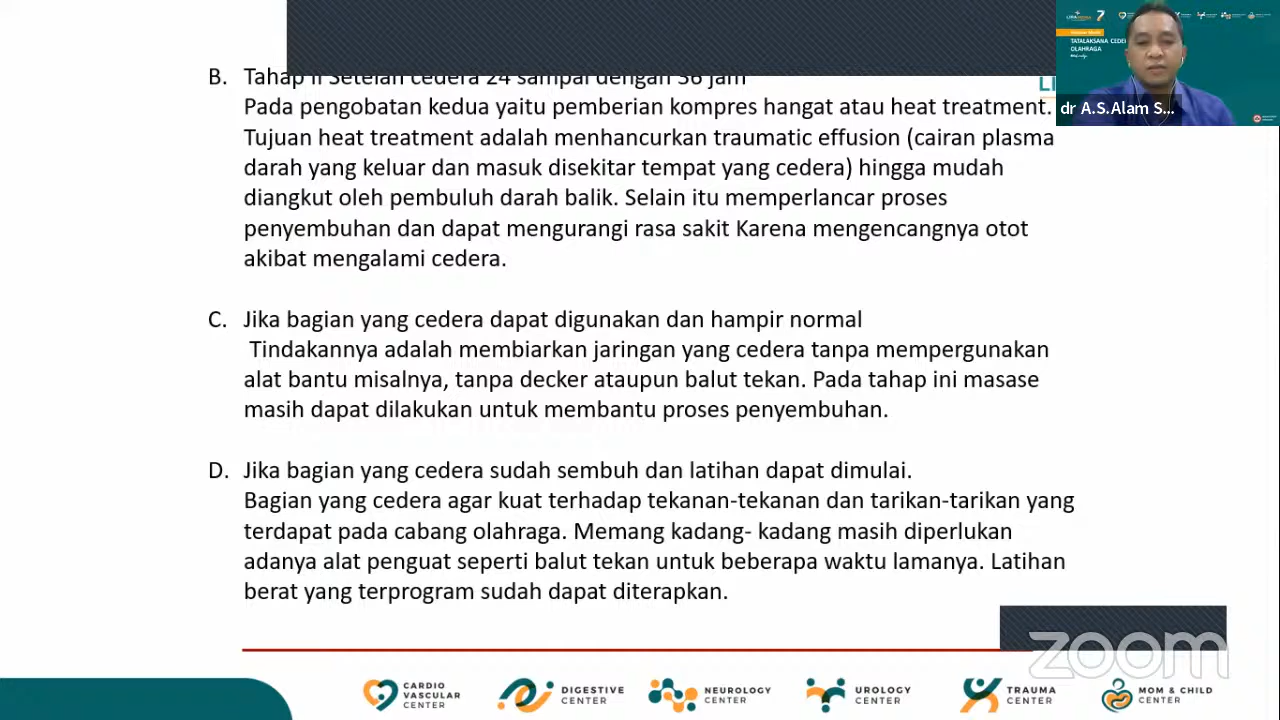 B. Tahap II Setelah cedera 24 sampai dengan 36 jam
Pada pengobatan kedua yaitu pemberian kompres hangat atau heat treatment.
Tujuan heat treatment adalah menhancurkan traumatic effusion (cairan plasma
darah yang keluar dan masuk disekitar tempat yang cedera) hingga mudah
diangkut oleh pembuluh darah balik. Selain itu memperlancar proses
penyembuhan dan dapat mengurangi rasa sakit Karena mengencangnya otot
akibat mengalami cedera.
C. Jika bagian yang cedera dapat digunakan dan hampir normal
Tindakannya adalah membiarkan jaringan yang cedera tanpa mempergunakan
alat bantu misalnya, tanpa decker ataupun balut tekan. Pada tahap ini masase
masih dapat dilakukan untuk membantu proses penyembuhan.
D. Jika bagian yang cedera sudah sembuh dan latihan dapat dimulai.
Bagian yang cedera agar kuat terhadap tekanan-tekanan dan tarikan-tarikan yang
terdapat pada cabang olahraga. Memang kadang- kadang masih diperlukan
adanya alat penguat seperti balut tekan untuk beberapa waktu lamanya. Latihan
berat yang terprogram sudah dapat diterapkan.
TATALAKSANA CEDE
OLAHRAGA
dr A.S.Alam S...
LI
zoom
CARDIO
VASCULAR
CENTER
DIGESTIVE
CENTER
NEUROLOGY
CENTER
UROLOGY
CENTER
TRAUMA
CENTER
MOM & CHILD
CENTER